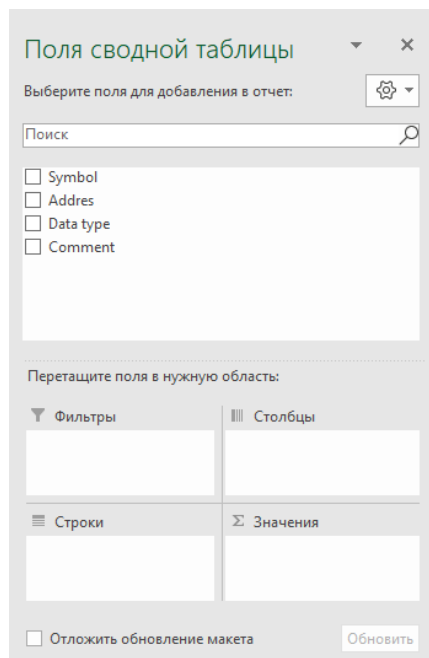 Поля сводной таблицы
Выберите поля для добавления в отчет:
Поиск
Symbol
Addres
Data type
Comment
Перетащите поля в нужную область:
Фильтры
Столбцы
Строки
Σ Значения
Отложить обновление макета
Обновить